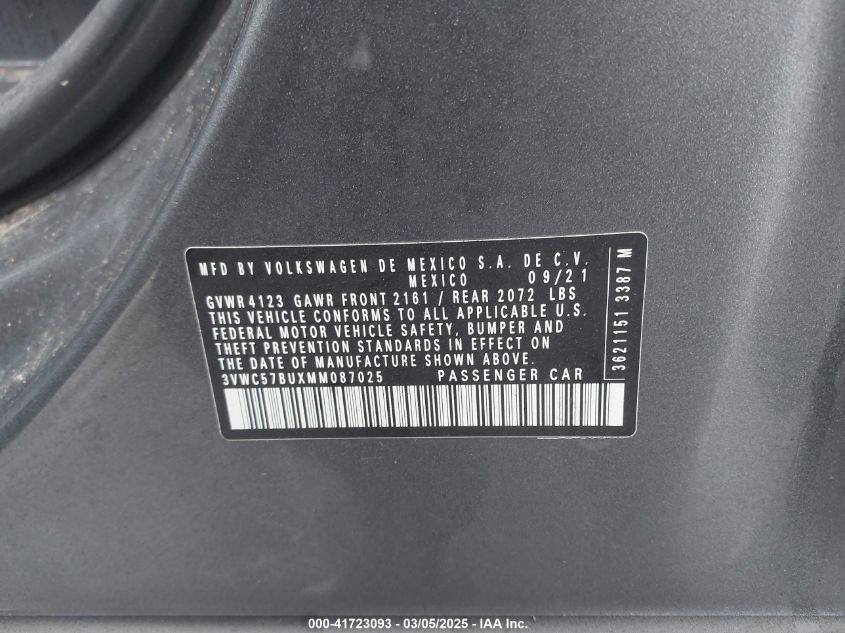 MFD BY VOLKSWAGEN DE MEXICO S.A. DE C.V.
MEXICO 09/21
GVWR 4123 GAWR FRONT 2161 / REAR 2072 LBS
THIS VEHICLE CONFORMS TO ALL APPLICABLE U.S.
FEDERAL MOTOR VEHICLE SAFETY, BUMPER AND
THEFT PREVENTION STANDARDS IN EFFECT ON
THE DATE OF MANUFACTURE SHOWN ABOVE.
3VWC57BUXMM087025 PASSENGER CAR
3621151 3387 M
000-41723093 - 03/05/2025 - IAA Inc.